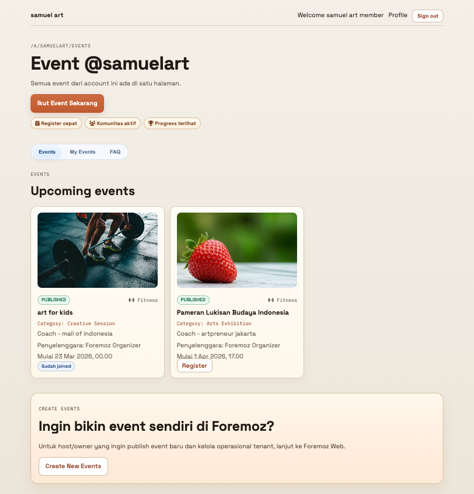 samuel art
Welcome samuel art member Profile Sign out
/A/SAMUELART/EVENTS
Event @samuelart
Semua event dari account ini ada di satu halaman.
Ikut Event Sekarang
Register cepat Komunitas aktif Progress terlihat
Events My Events FAQ
EVENTS
Upcoming events
PUBLISHED Fitness
art for kids
Category: Creative Session
Coach - mall of indonesia
Penyelenggara: Foremoz Organizer
Mulai 23 Mar 2026, 00.00
Sudah joined
PUBLISHED Fitness
Pameran Lukisan Budaya Indonesia
Category: Arts Exhibition
Coach - artpreneur jakarta
Penyelenggara: Foremoz Organizer
Mulai 1 Apr 2026, 17.00
Register
CREATE EVENTS
Ingin bikin event sendiri di Foremoz?
Untuk host/owner yang ingin publish event baru dan kelola operasional tenant, lanjut ke Foremoz Web.
Create New Events